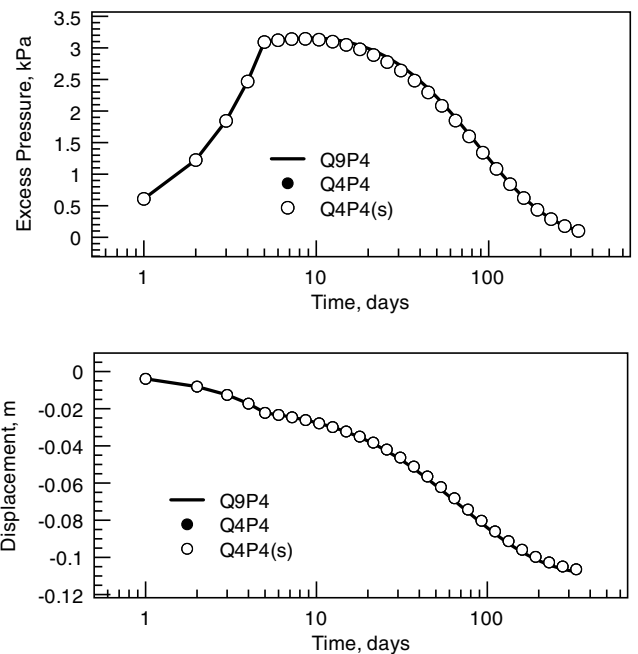 3.5
3
2.5
2
1.5
1
0.5
0
Excess Pressure, kPa
Q9P4
Q4P4
Q4P4(s)
1
10
100
Time, days
0
-0.02
-0.04
-0.06
-0.08
-0.1
-0.12
Displacement, m
Q9P4
Q4P4
Q4P4(s)
1
10
100
Time, days